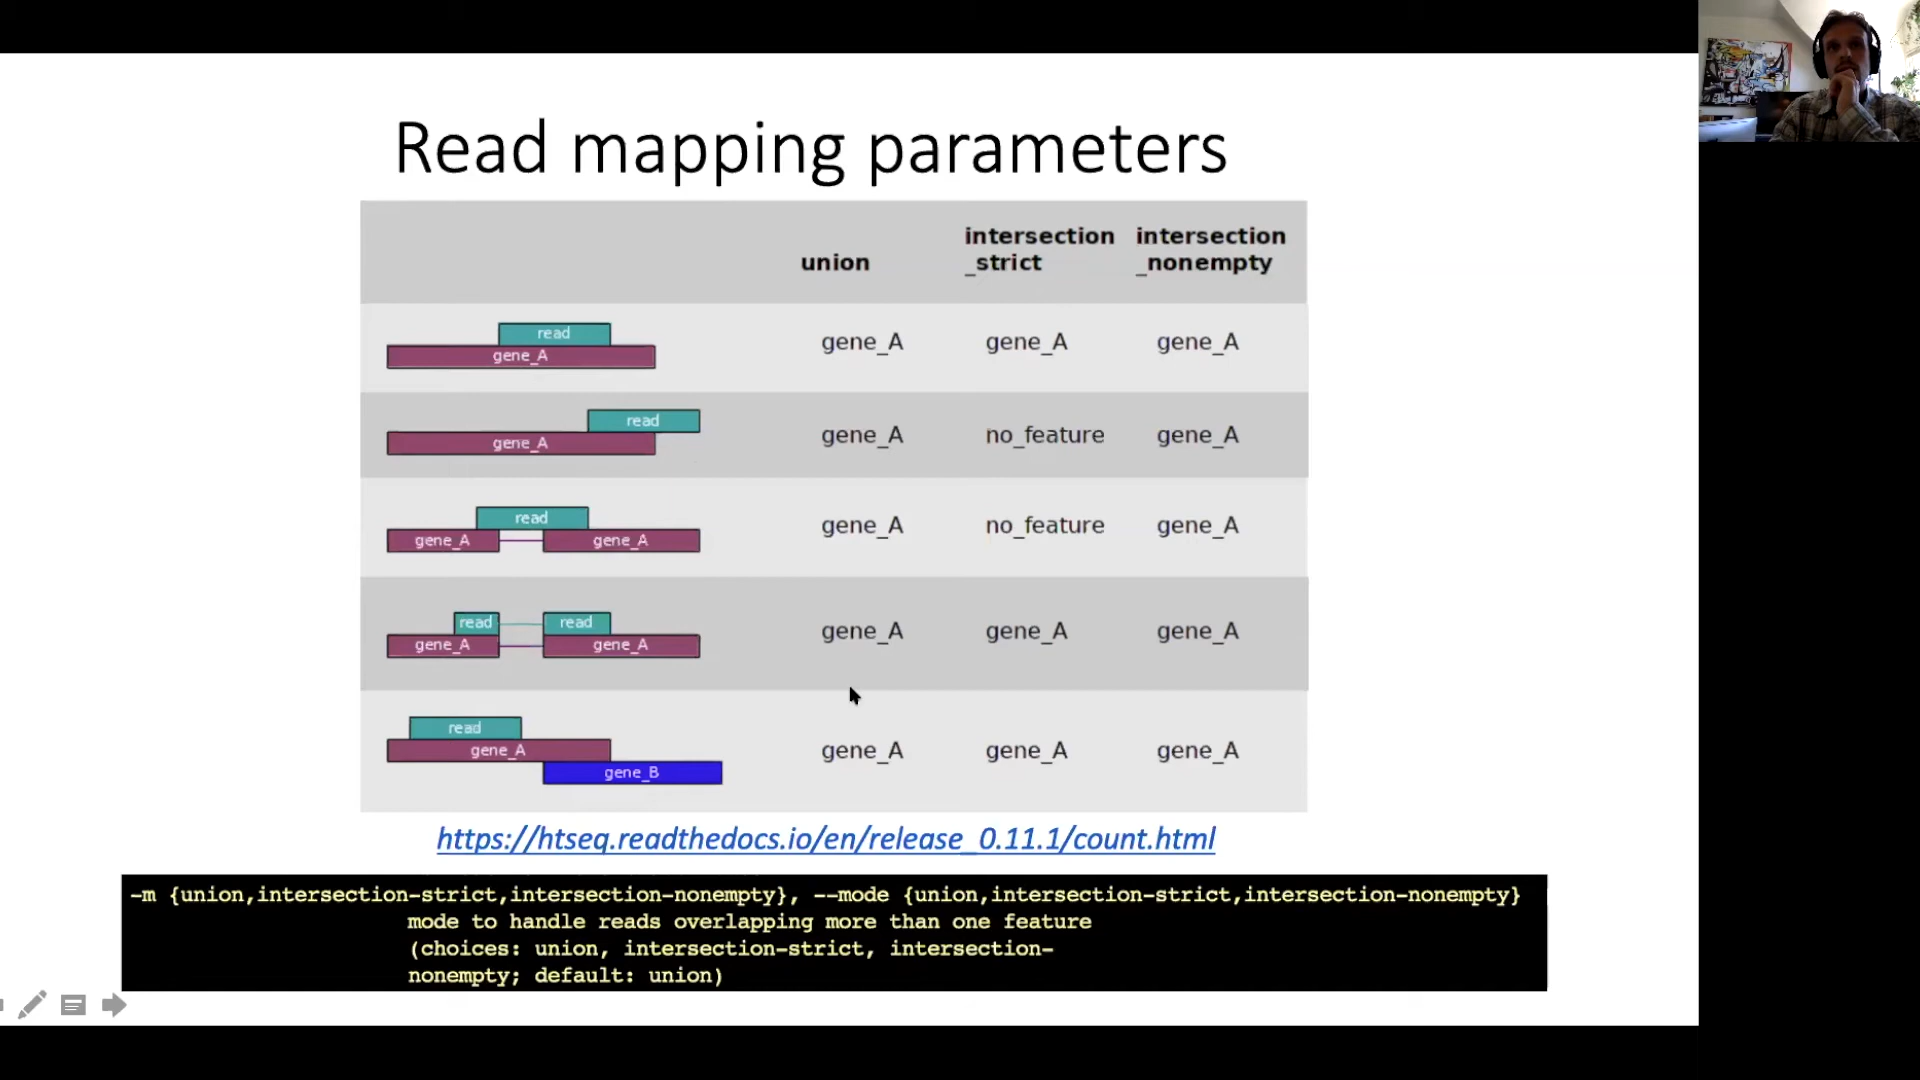 Read mapping parameters
union
intersection
_strict
intersection
_nonempty
read
gene_A
gene_A gene_A gene_A
read
gene_A
gene_A no_feature gene_A
read
gene_A gene_A
gene_A no_feature gene_A
read read
gene_A gene_A
gene_A gene_A gene_A
read
gene_A
gene_B
gene_A gene_A gene_A
https://htseq.readthedocs.io/en/release_0.11.1/count.html
-m {union,intersection-strict,intersection-nonempty}, --mode {union,intersection-strict,intersection-nonempty}
mode to handle reads overlapping more than one feature
(choices: union, intersection-strict, intersection-
nonempty; default: union)